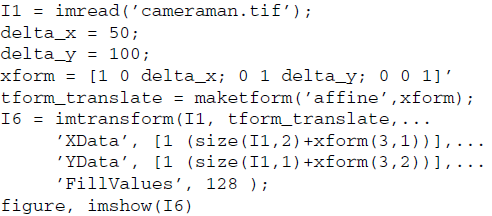 I1 = imread('cameraman.tif');
delta_x = 50;
delta_y = 100;
xform = [1 0 delta_x; 0 1 delta_y; 0 0 1]'
tform_translate = maketform('affine',xform);
I6 = imtransform(I1, tform_translate,...
'XData', [1 (size(I1,2)+xform(3,1))],...
'YData', [1 (size(I1,1)+xform(3,2))],...
'FillValues', 128 );
figure, imshow(I6)